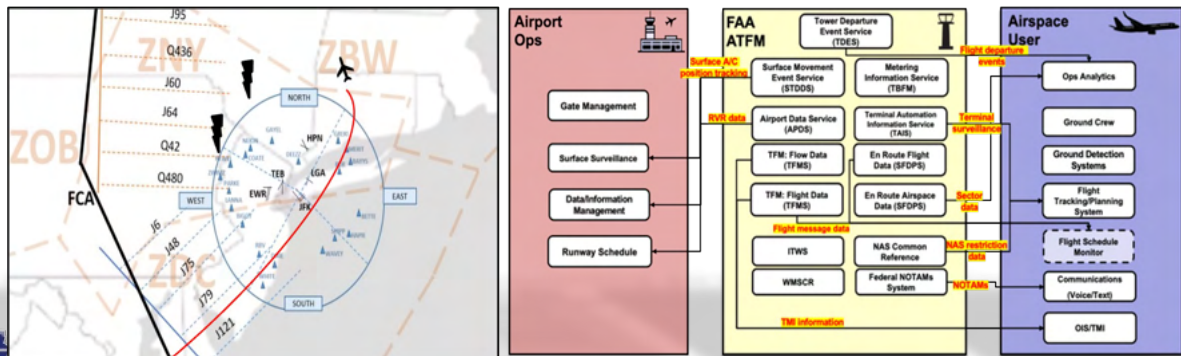 J95
ZNY
ZBW
Q436
J60
J64
ZOB
Q42
Q480
FCA
J6
J48
ZDC
J75
J79
J121
NORTH
WEST
EAST
SOUTH
HPN
TEB
LGA
EWR
JFK
GAYEL
COATE
LANNA
WHITE
WAVEY
Airport
Ops
Gate Management
Surface Surveillance
Data/Information
Management
Runway Schedule
Surface A/C
position tracking
RVR data
FAA
ATFM
Tower Departure
Event Service
(TDES)
Surface Movement
Event Service
(STDDS)
Metering
Information Service
(TBFM)
Airport Data Service
(APDS)
Terminal Automation
Information Service
(TAIS)
TFM: Flow Data
(TFMS)
En Route Flight
Data (SFDPS)
TFM: Flight Data
(TFMS)
En Route Airspace
Data (SFDPS)
Flight message data
ITWS
NAS Common
Reference
WMSCR
Federal NOTAMs
System
TMI information
Flight departure
events
Terminal
surveillance
Sector
data
NAS restriction
data
NOTAMs
Airspace
User
Ops Analytics
Ground Crew
Ground Detection
Systems
Flight
Tracking/Planning
System
Flight Schedule
Monitor
Communications
(Voice/Text)
OIS/TMI